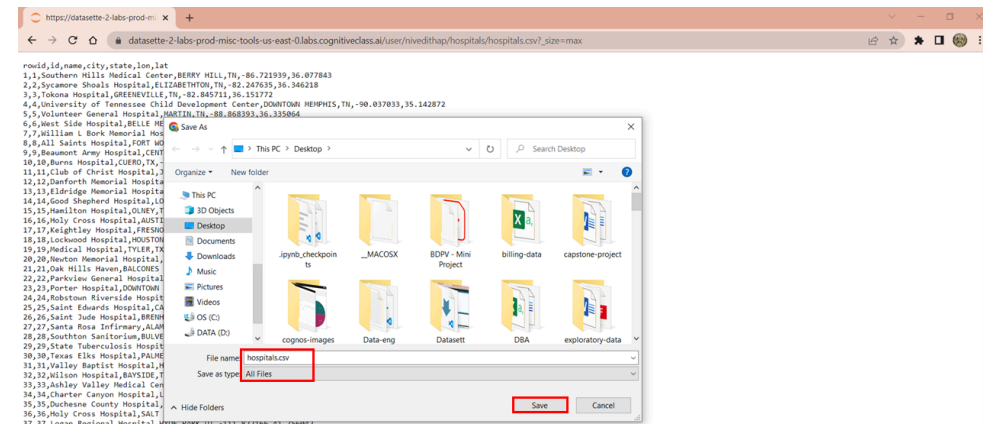 https://datasette-2-labs-prod-mi
datasette-2-labs-prod-misc-tools-us-east-0.labs.cognitiveclass.ai/user/nivedithap/hospitals/hospitals.csv?_size=max
rowid,id,name,city,state,lon,lat
1,1,Southern Hills Medical Center,BERRY HILL,TN,-86.721939,36.077843
2,2,Sycamore Shoals Hospital,ELIZABETHTON,TN,-82.247635,36.346218
3,3,Tokona Hospital,GREENEVILLE,TN,-82.845711,36.151772
4,4,University of Tennessee Child Development Center,DOWNTOWN MEMPHIS,TN,-90.037033,35.142872
5,5,Volunteer General Hospital,MARTIN,TN,-88.868393,36.335064
6,6,West Side Hospital,BELLE ME
7,7,William L Bork Memorial Hos
8,8,All Saints Hospital,FORT WO
9,9,Beaumont Army Hospital,CENT
10,10,Burns Hospital,CUERO,TX,-
11,11,Club of Christ Hospital,J
12,12,Danforth Memorial Hospita
13,13,Eldridge Memorial Hospita
14,14,Good Shepherd Hospital,LO
15,15,Hamilton Hospital,OLNEY,T
16,16,Holy Cross Hospital,AUSTI
17,17,Keightley Hospital,FRESNO
18,18,Lockwood Hospital,HOUSTON
19,19,Medical Hospital,TYLER,TX
20,20,Newton Memorial Hospital,
21,21,Oak Hills Haven,BALCONES
22,22,Parkview General Hospital
23,23,Porter Hospital,DOWNTOWN
24,24,Robstown Riverside Hospit
25,25,Saint Edwards Hospital,CA
26,26,Saint Jude Hospital,BRENH
27,27,Santa Rosa Infirmary,ALAM
28,28,Southton Sanitorium,BULVE
29,29,State Tuberculosis Hospit
30,30,Texas Elks Hospital,PALME
31,31,Valley Baptist Hospital,H
32,32,Wilson Hospital,BAYSIDE,T
33,33,Ashley Valley Medical Cen
34,34,Charter Canyon Hospital,L
35,35,Duchesne County Hospital,
36,36,Holy Cross Hospital,SALT
37,37,Logan Regional Hospital,HYDE PARK,UT,-111
Save As
This PC > Desktop >
Search Desktop
Organize
New folder
This PC
3D Objects
Desktop
Documents
Downloads
Music
Pictures
Videos
OS (C:)
DATA (D:)
.ipynb_checkpoin
ts
__MACOSX
BDPV - Mini
Project
billing-data
capstone-project
cognos-images
Data-eng
Datasett
DBA
exploratory-data
File name: hospitals.csv
Save as type: All Files
Hide Folders
Save
Cancel